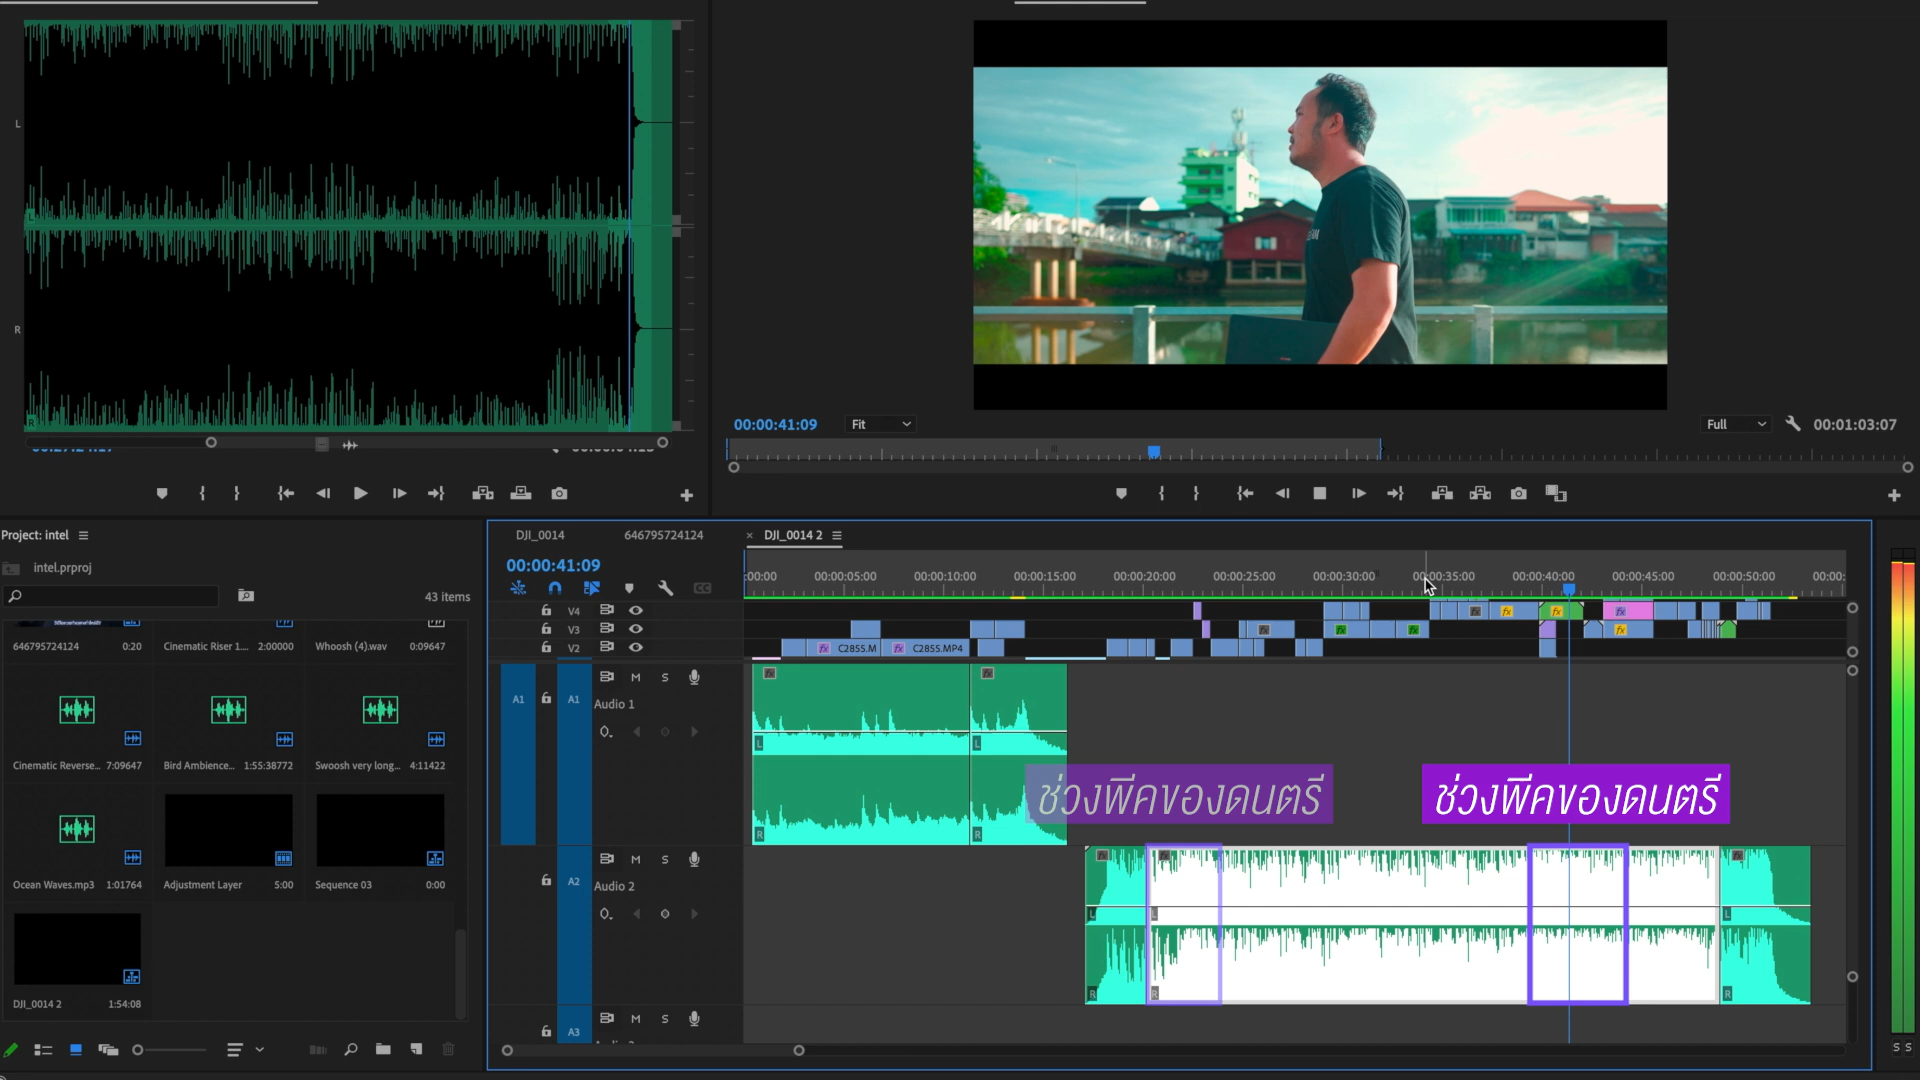 L
R
00:00:41:09
Fit
Full
00:01:03:07
Project: intel
intel.prproj
43 items
646795724124
0:20
Cinematic Riser 1...
2:00000
Whoosh (4).wav
0:09647
Cinematic Reverse...
7:09647
Bird Ambience...
1:55:38772
Swoosh very long...
4:11422
Ocean Waves.mp3
1:01764
Adjustment Layer
5:00
Sequence 03
0:00
DJI_0014 2
1:54:08
DJI_0014
646795724124
× DJI_0014 2
00:00:41:09
:00:00
00:00:05:00
00:00:10:00
00:00:15:00
00:00:20:00
00:00:25:00
00:00:30:00
00:00:35:00
00:00:40:00
00:00:45:00
00:00:50:00
00:00:
V4
V3
V2
fx C285S.M
fx C285S.MP4
A1
A1
M S
Audio 1
L
R
L
ช่วงพีคของดนตรี
ช่วงพีคของดนตรี
A2
M S
Audio 2
L
R
L
R
L
R
A3
M S
S S